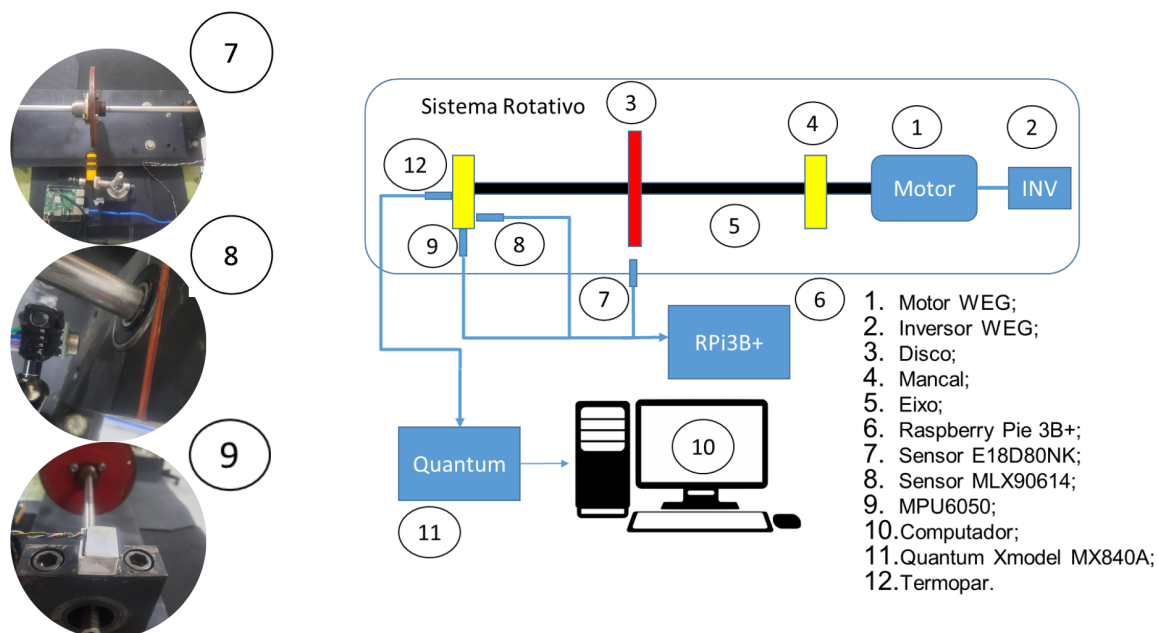 7
8
9
Sistema Rotativo
3
4
1
2
12
Motor
INV
5
9
8
7
6
RPi3B+
10
Quantum
11
1. Motor WEG;
2. Inversor WEG;
3. Disco;
4. Mancal;
5. Eixo;
6. Raspberry Pie 3B+;
7. Sensor E18D80NK;
8. Sensor MLX90614;
9. MPU6050;
10.Computador;
11.Quantum Xmodel MX840A;
12.Termopar.